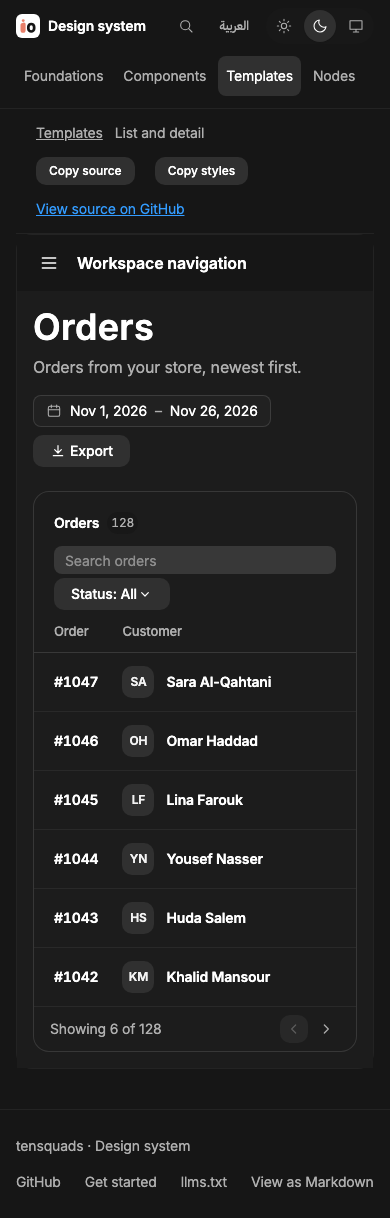 io Design system العربية
Foundations Components Templates Nodes
Templates List and detail
Copy source Copy styles
View source on GitHub
Workspace navigation
Orders
Orders from your store, newest first.
Nov 1, 2026 – Nov 26, 2026
Export
Orders 128
Search orders
Status: All
Order Customer
#1047 SA Sara Al-Qahtani
#1046 OH Omar Haddad
#1045 LF Lina Farouk
#1044 YN Yousef Nasser
#1043 HS Huda Salem
#1042 KM Khalid Mansour
Showing 6 of 128
tensquads · Design system
GitHub Get started llms.txt View as Markdown